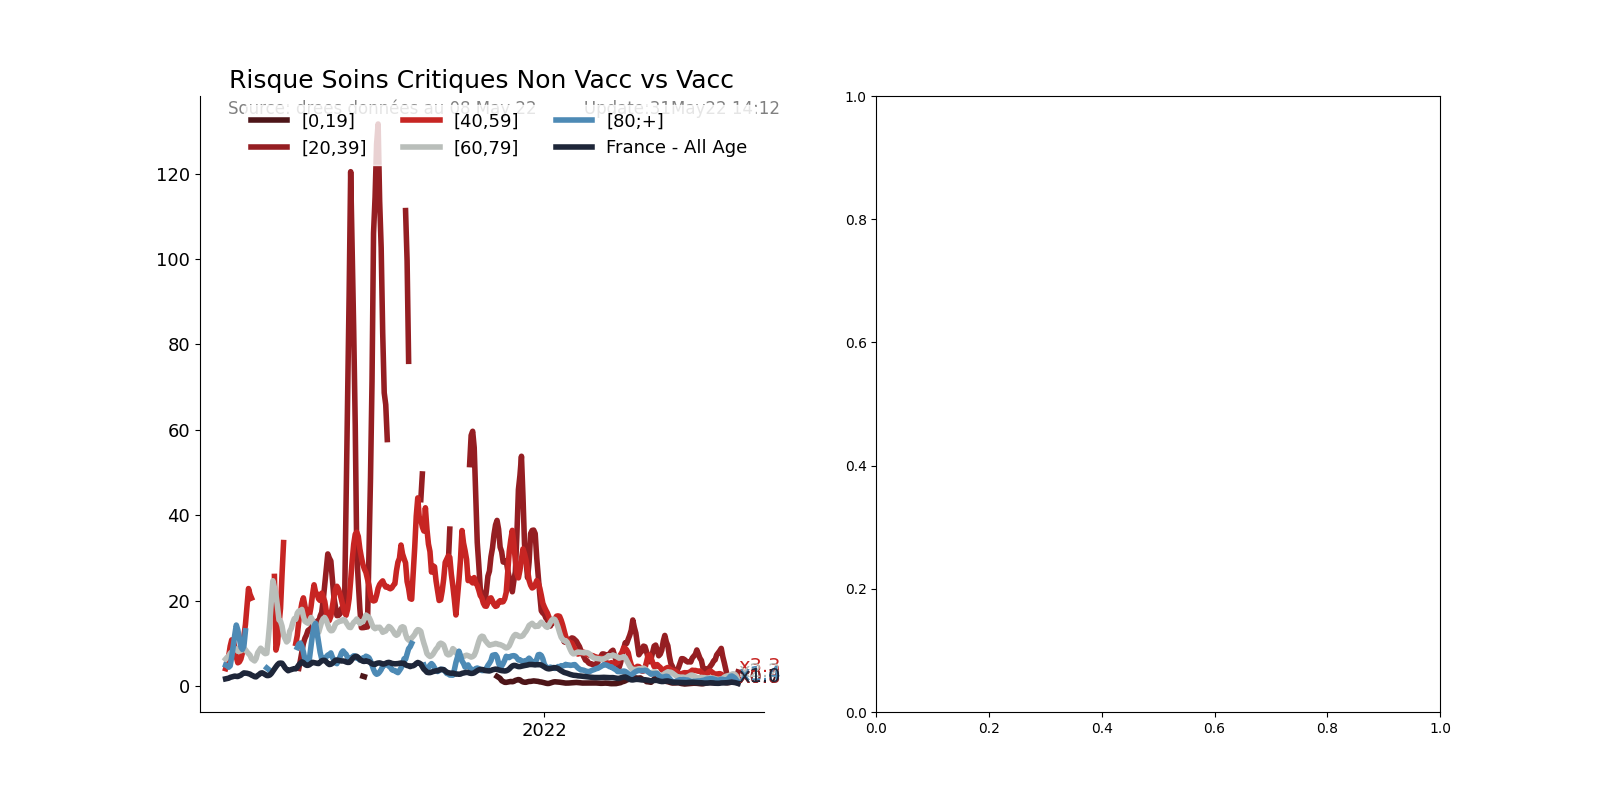 Risque Soins Critiques Non Vacc vs Vacc
Source: drees données au 08 May 22 Update:31May22 14:12
[0,19] [40,59] [80;+]
[20,39] [60,79] France - All Age
120
100
80
60
40
20
0
2022
x3.3
1.0
0.8
0.6
0.4
0.2
0.0
0.0 0.2 0.4 0.6 0.8 1.0